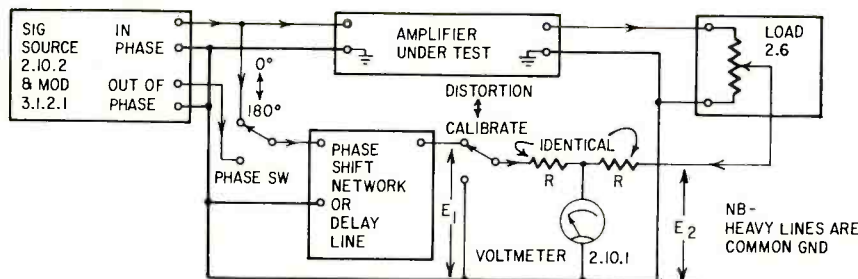 SIG
SOURCE
2.10.2
& MOD
3.1.2.1
IN
PHASE
OUT OF
PHASE
AMPLIFIER
UNDER TEST
LOAD
2.6
0°
180°
PHASE SW
DISTORTION
CALIBRATE
PHASE
SHIFT
NETWORK
OR
DELAY
LINE
E1
IDENTICAL
R
R
VOLTMETER
2.10.1
E2
NB-
HEAVY LINES ARE
COMMON GND